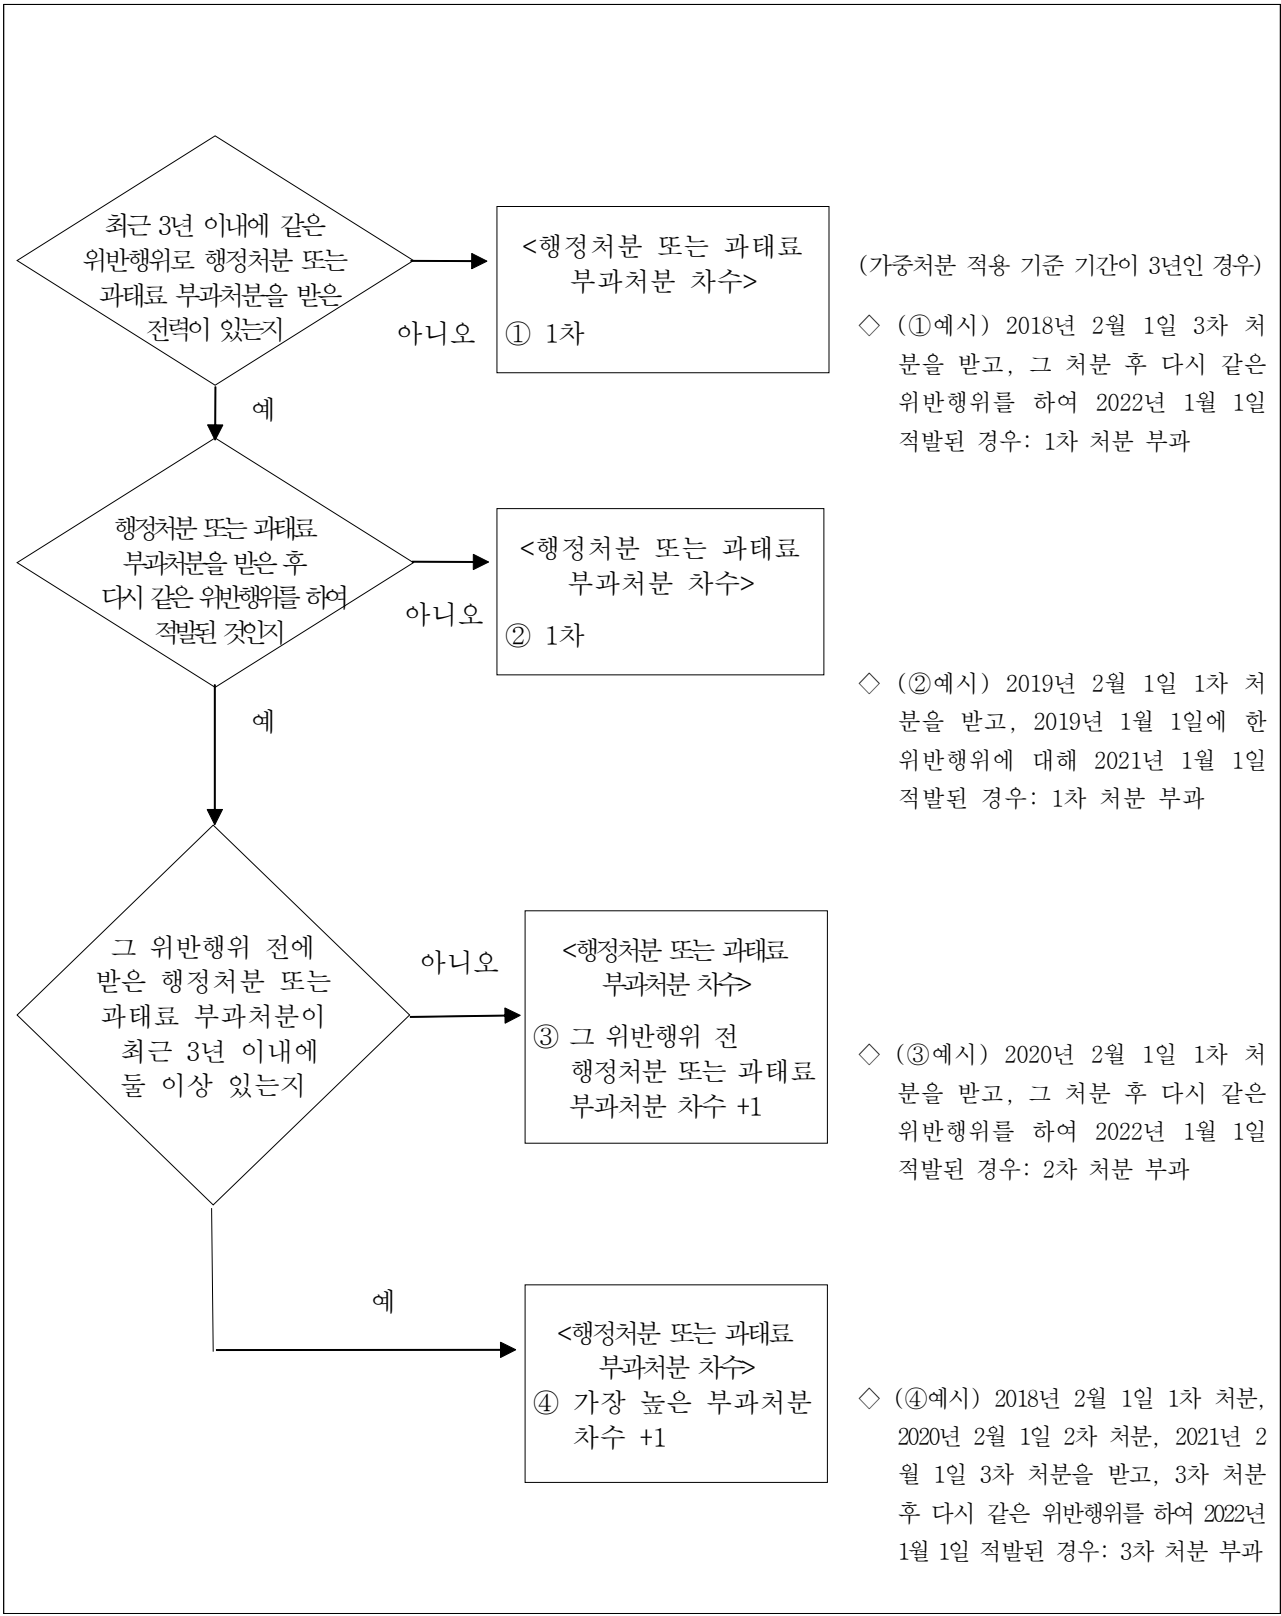 최근 3년 이내에 같은
위반행위로 행정처분 또는
과태료 부과처분을 받은
전력이 있는지
아니오
예
<행정처분 또는 과태료
부과처분 차수>
① 1차
(가중처분 적용 기준 기간이 3년인 경우)
◇ (①예시) 2018년 2월 1일 3차 처
분을 받고, 그 처분 후 다시 같은
위반행위를 하여 2022년 1월 1일
적발된 경우: 1차 처분 부과
행정처분 또는 과태료
부과처분을 받은 후
다시 같은 위반행위를 하여
적발된 것인지
아니오
예
<행정처분 또는 과태료
부과처분 차수>
② 1차
◇ (②예시) 2019년 2월 1일 1차 처
분을 받고, 2019년 1월 1일에 한
위반행위에 대해 2021년 1월 1일
적발된 경우: 1차 처분 부과
그 위반행위 전에
받은 행정처분 또는
과태료 부과처분이
최근 3년 이내에
둘 이상 있는지
아니오
<행정처분 또는 과태료
부과처분 차수>
③ 그 위반행위 전
행정처분 또는 과태료
부과처분 차수 +1
◇ (③예시) 2020년 2월 1일 1차 처
분을 받고, 그 처분 후 다시 같은
위반행위를 하여 2022년 1월 1일
적발된 경우: 2차 처분 부과
예
<행정처분 또는 과태료
부과처분 차수>
④ 가장 높은 부과처분
차수 +1
◇ (④예시) 2018년 2월 1일 1차 처분,
2020년 2월 1일 2차 처분, 2021년 2
월 1일 3차 처분을 받고, 3차 처분
후 다시 같은 위반행위를 하여 2022년
1월 1일 적발된 경우: 3차 처분 부과